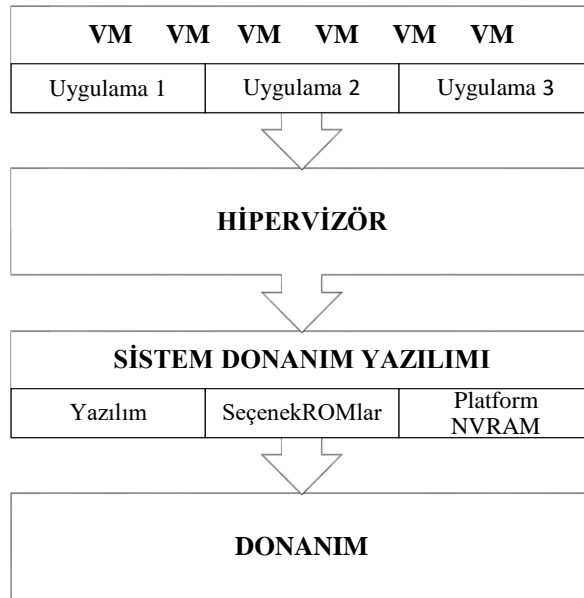 VM VM VM VM VM VM
Uygulama 1 Uygulama 2 Uygulama 3
HİPERVİZÖR
SİSTEM DONANIM YAZILIMI
Yazılım SeçenekROMlar Platform
NVRAM
DONANIM